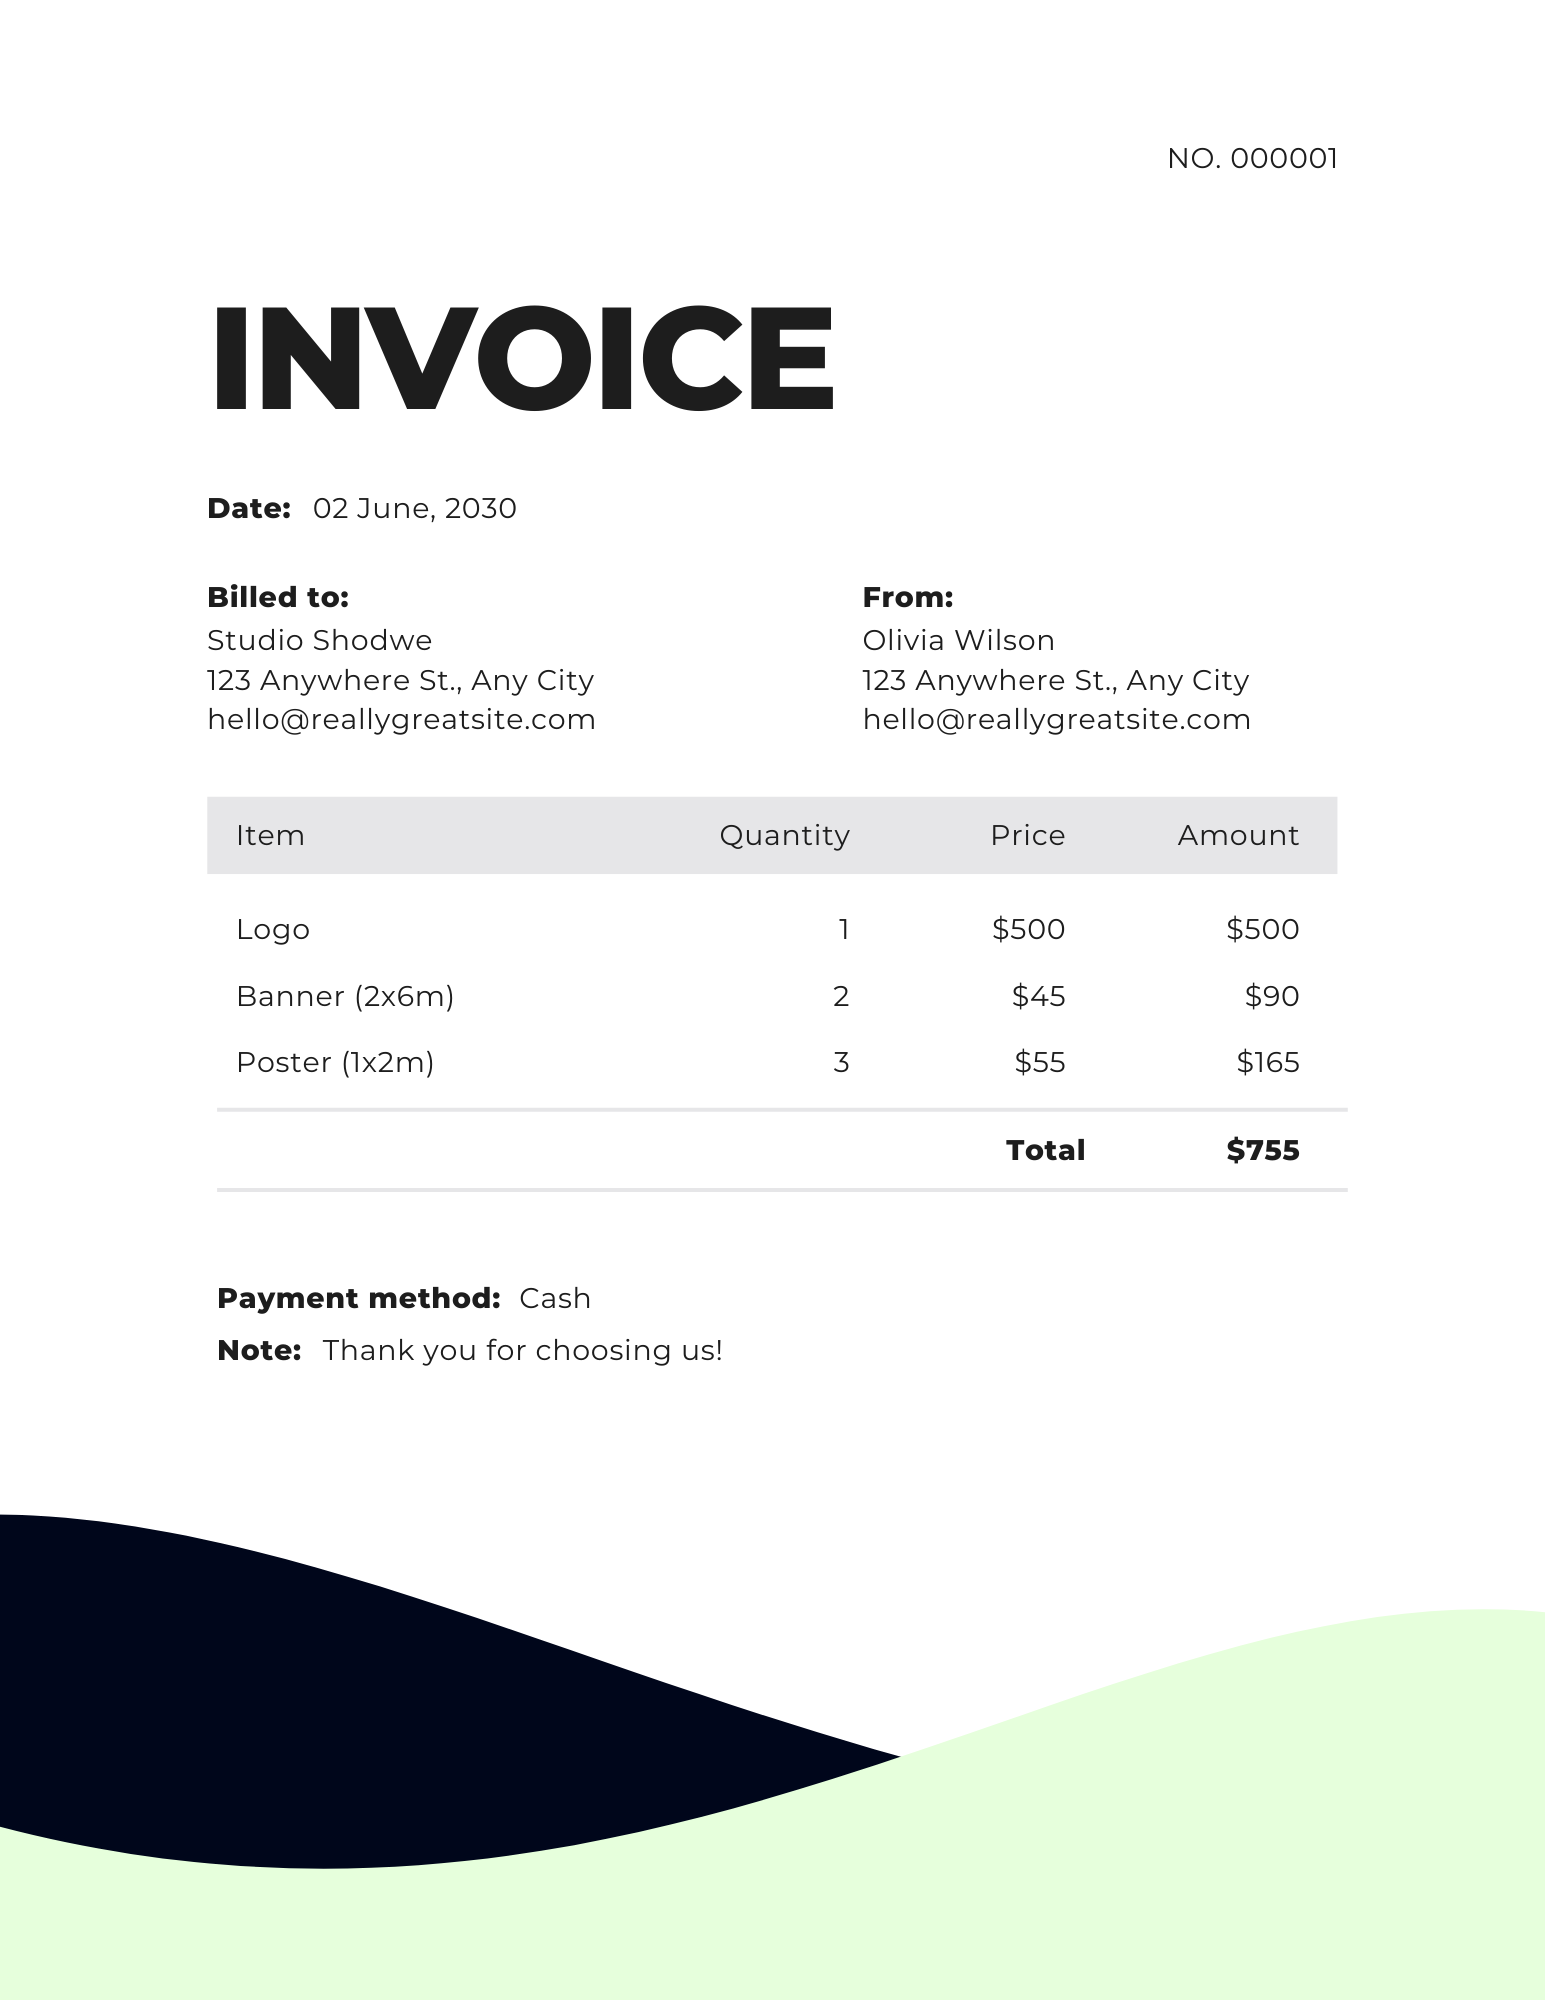 NO. 000001
INVOICE
Date: 02 June, 2030
Billed to:
Studio Shodwe
123 Anywhere St., Any City
hello@reallygreatsite.com
From:
Olivia Wilson
123 Anywhere St., Any City
hello@reallygreatsite.com
Item Quantity Price Amount
Logo 1 $500 $500
Banner (2x6m) 2 $45 $90
Poster (1x2m) 3 $55 $165
Total $755
Payment method: Cash
Note: Thank you for choosing us!